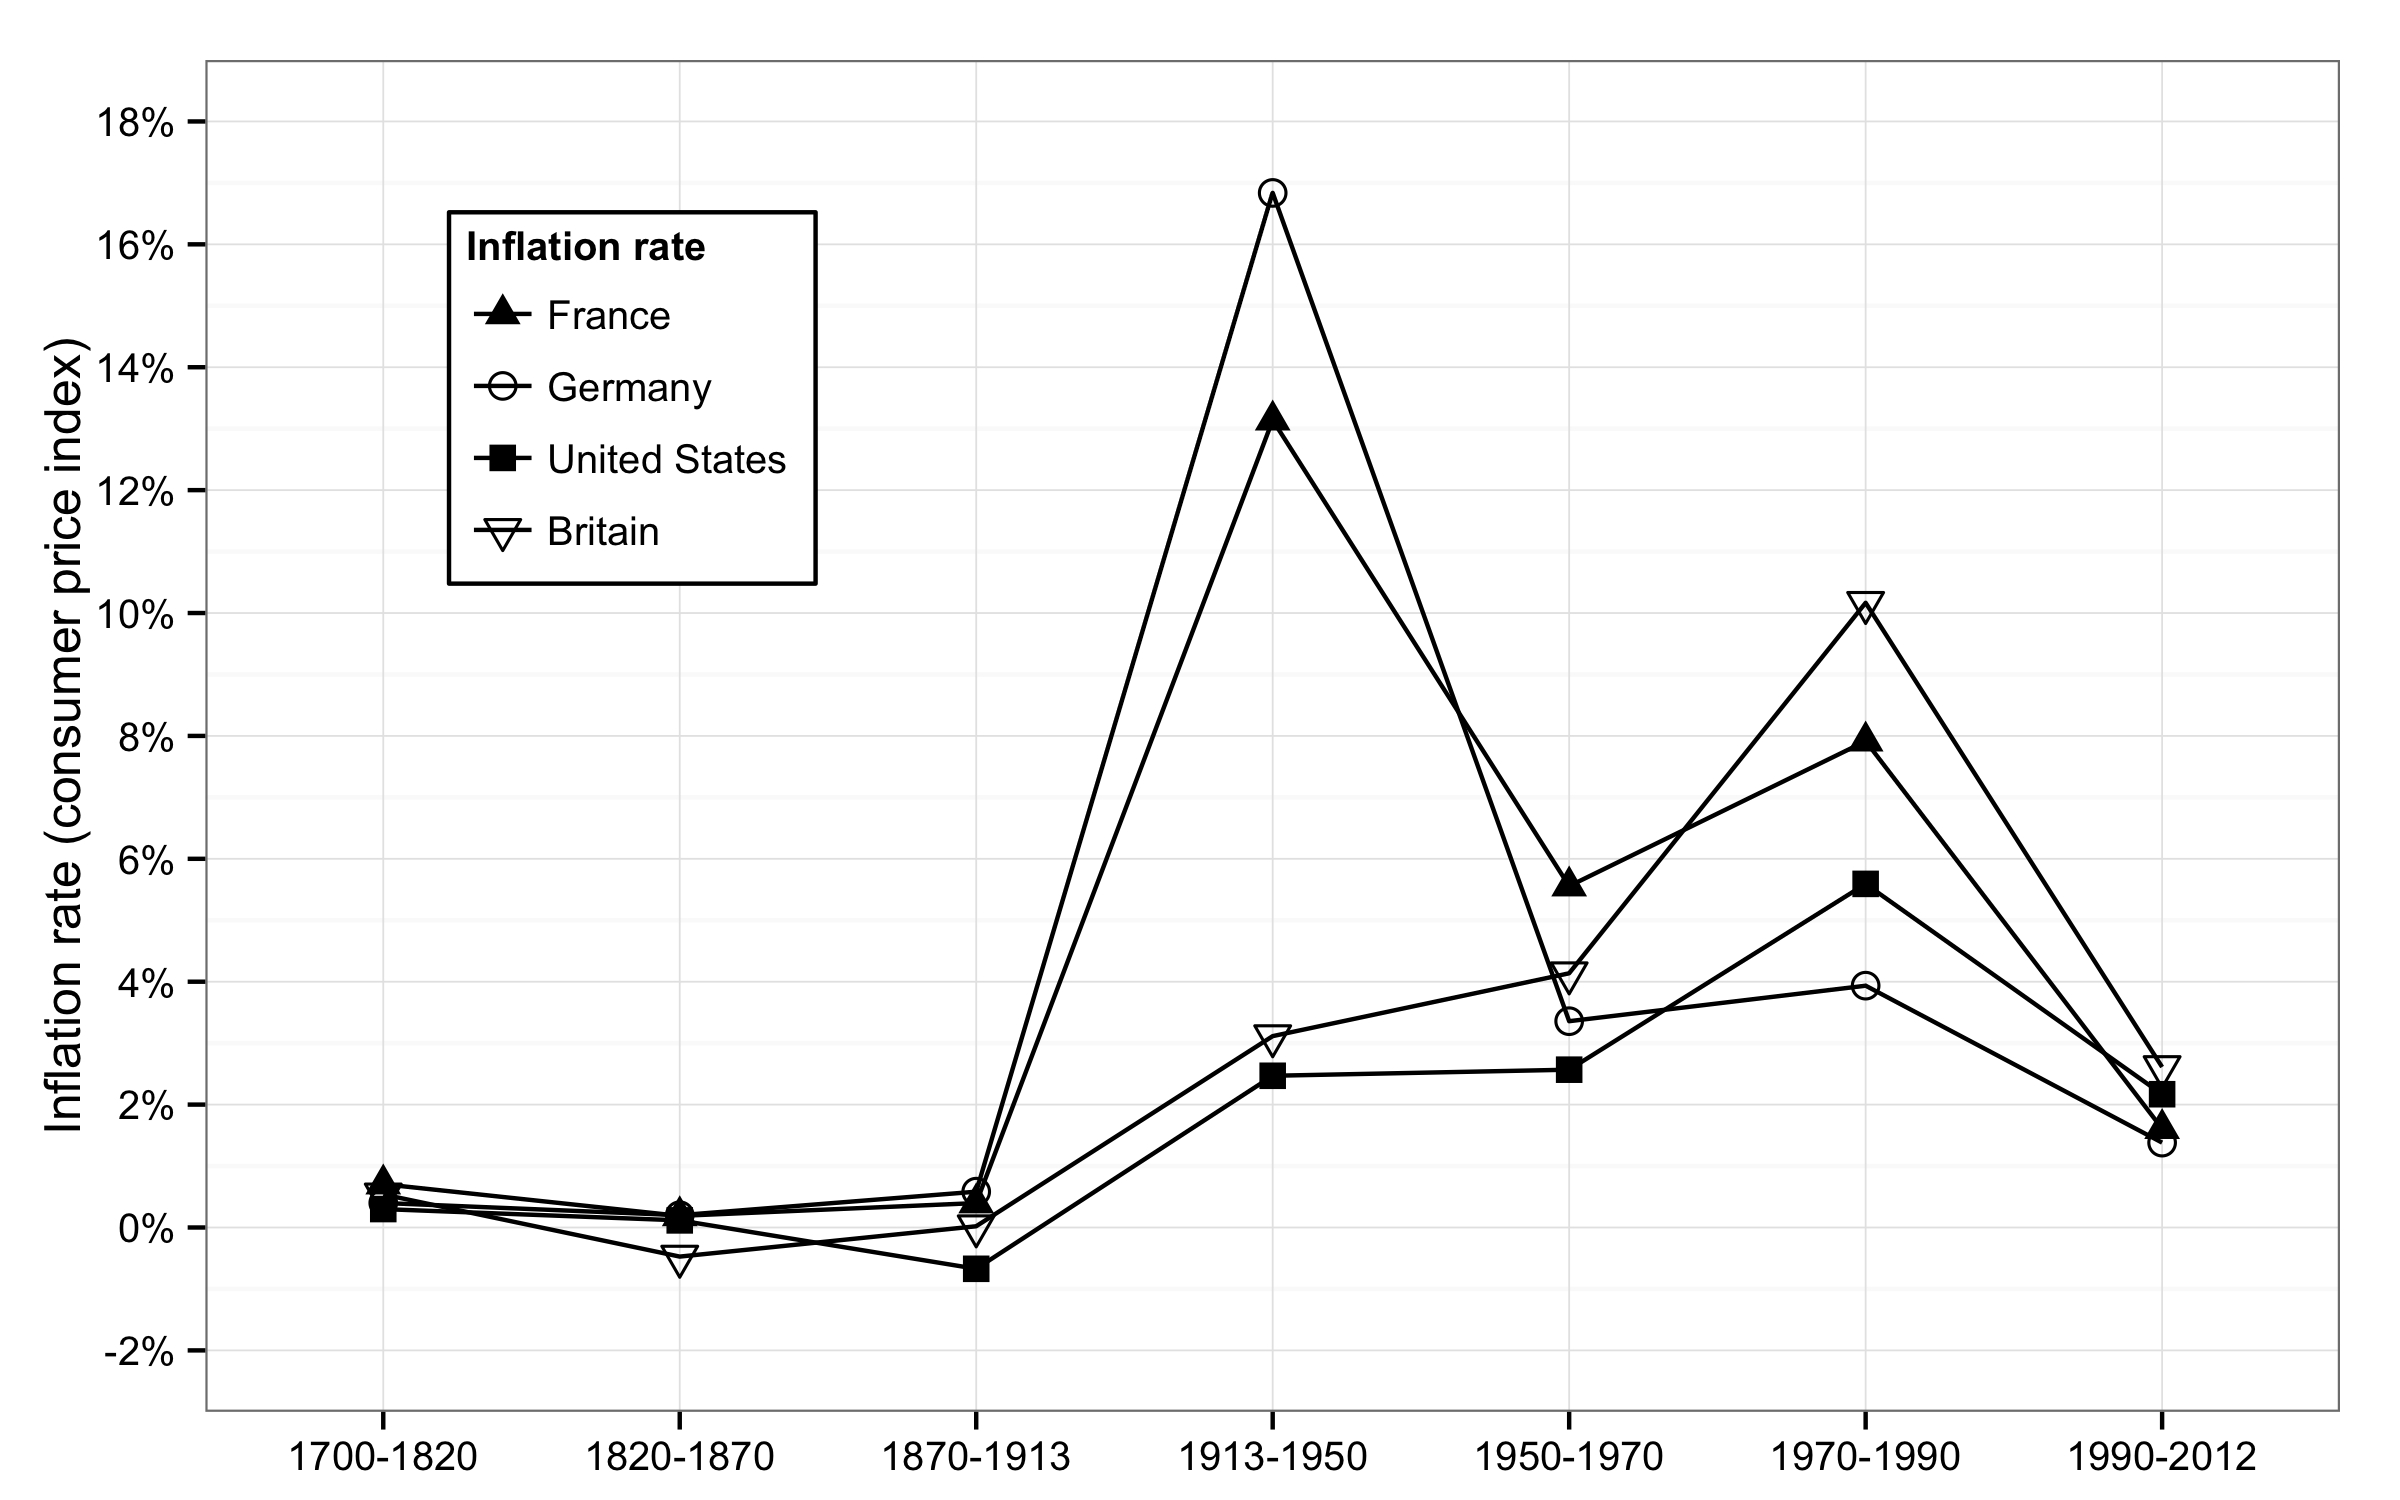 Inflation rate (consumer price index)
18%
16%
14%
12%
10%
8%
6%
4%
2%
0%
-2%
Inflation rate
France
Germany
United States
Britain
1700-1820 1820-1870 1870-1913 1913-1950 1950-1970 1970-1990 1990-2012